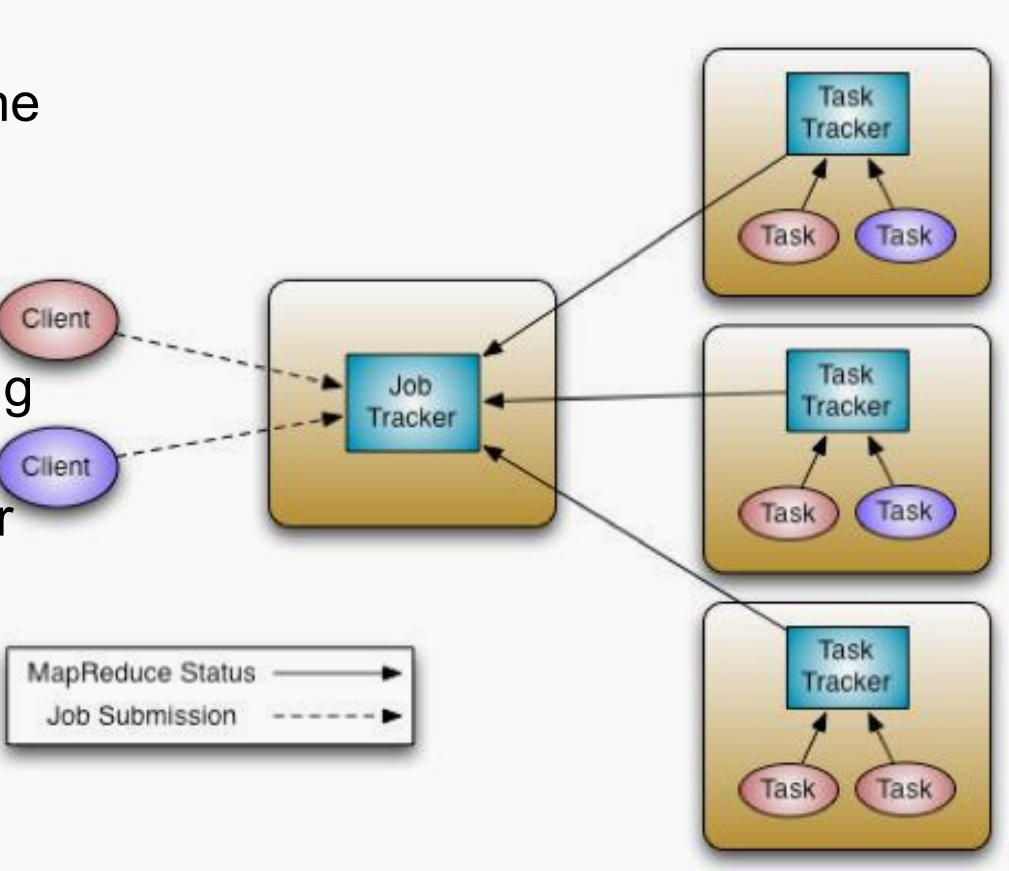 ne
Task
Tracker
Task Task
Client
g
Client
r
Job
Tracker
Task
Tracker
Task Task
MapReduce Status
Job Submission
Task
Tracker
Task Task